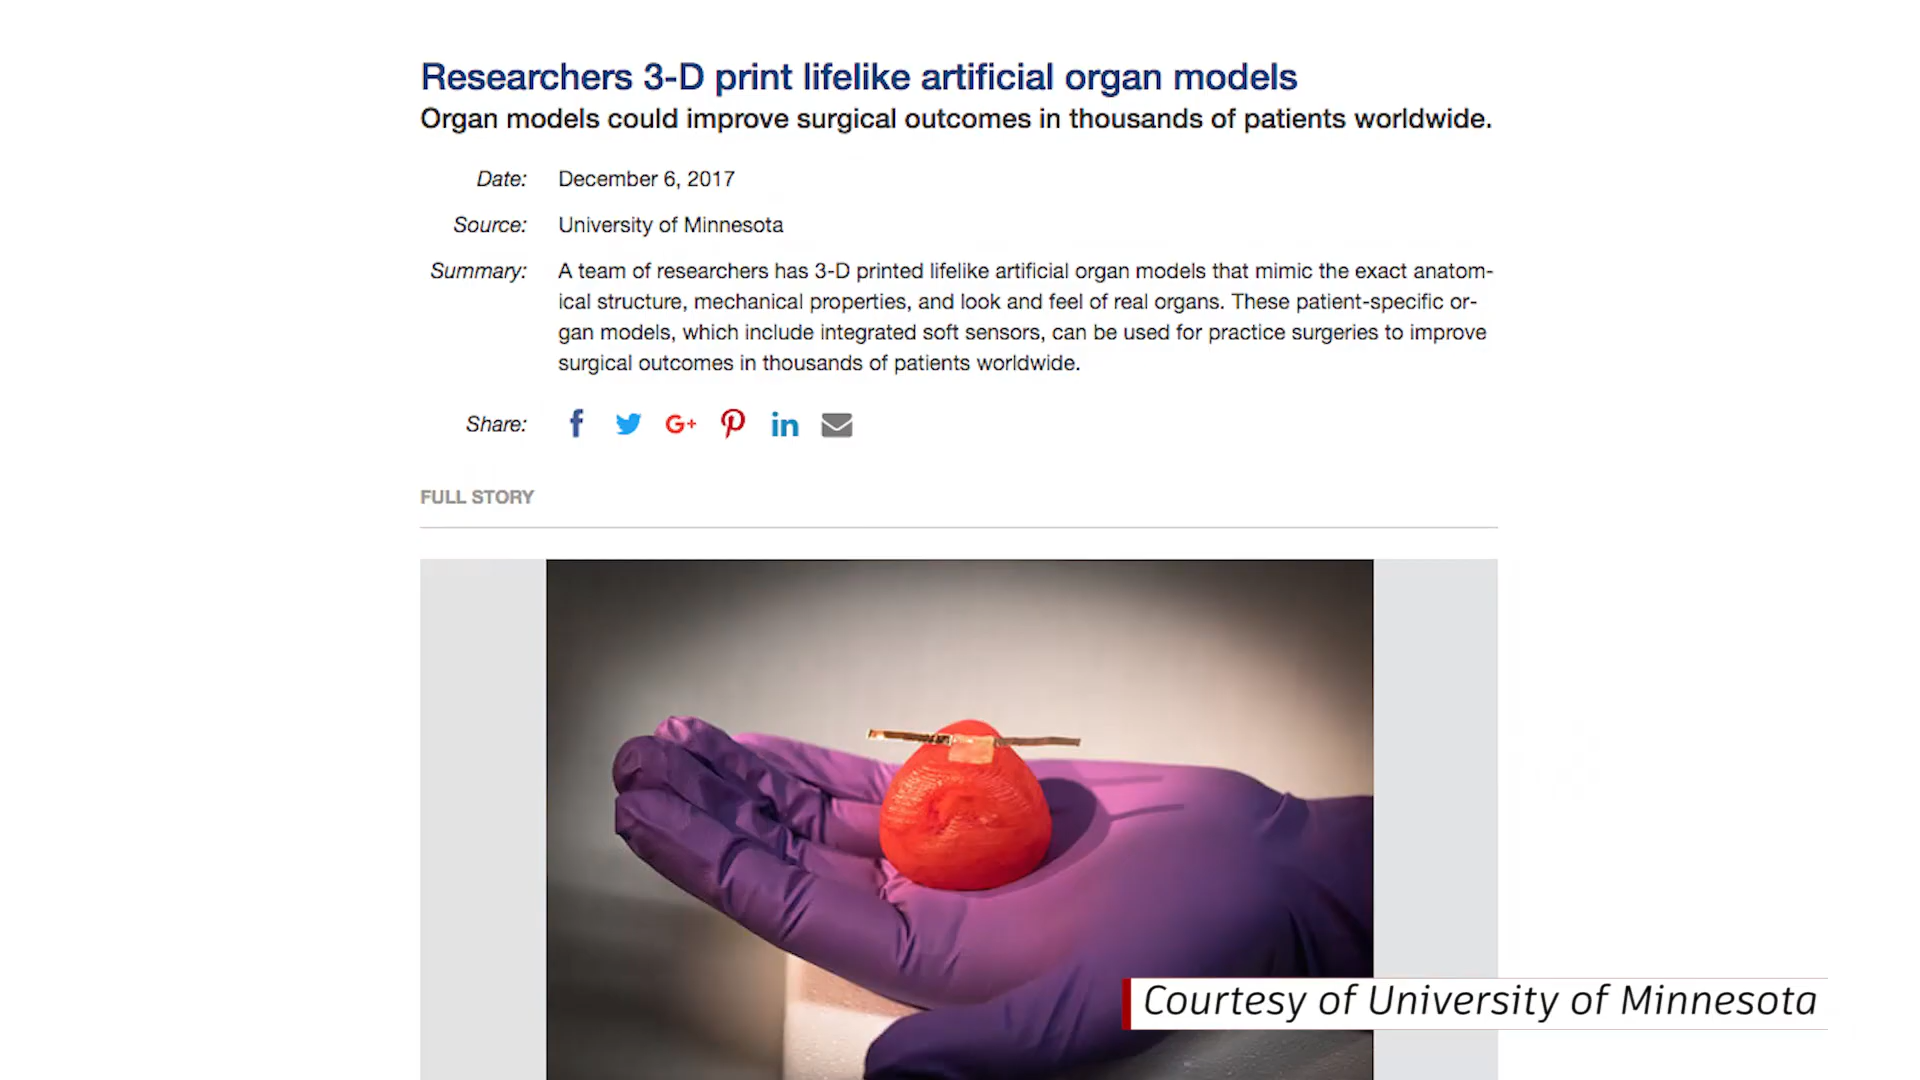 Researchers 3-D print lifelike artificial organ models
Organ models could improve surgical outcomes in thousands of patients worldwide.
Date: December 6, 2017
Source: University of Minnesota
Summary: A team of researchers has 3-D printed lifelike artificial organ models that mimic the exact anatom-
ical structure, mechanical properties, and look and feel of real organs. These patient-specific or-
gan models, which include integrated soft sensors, can be used for practice surgeries to improve
surgical outcomes in thousands of patients worldwide.
Share: f G+ in
FULL STORY
Courtesy of University of Minnesota